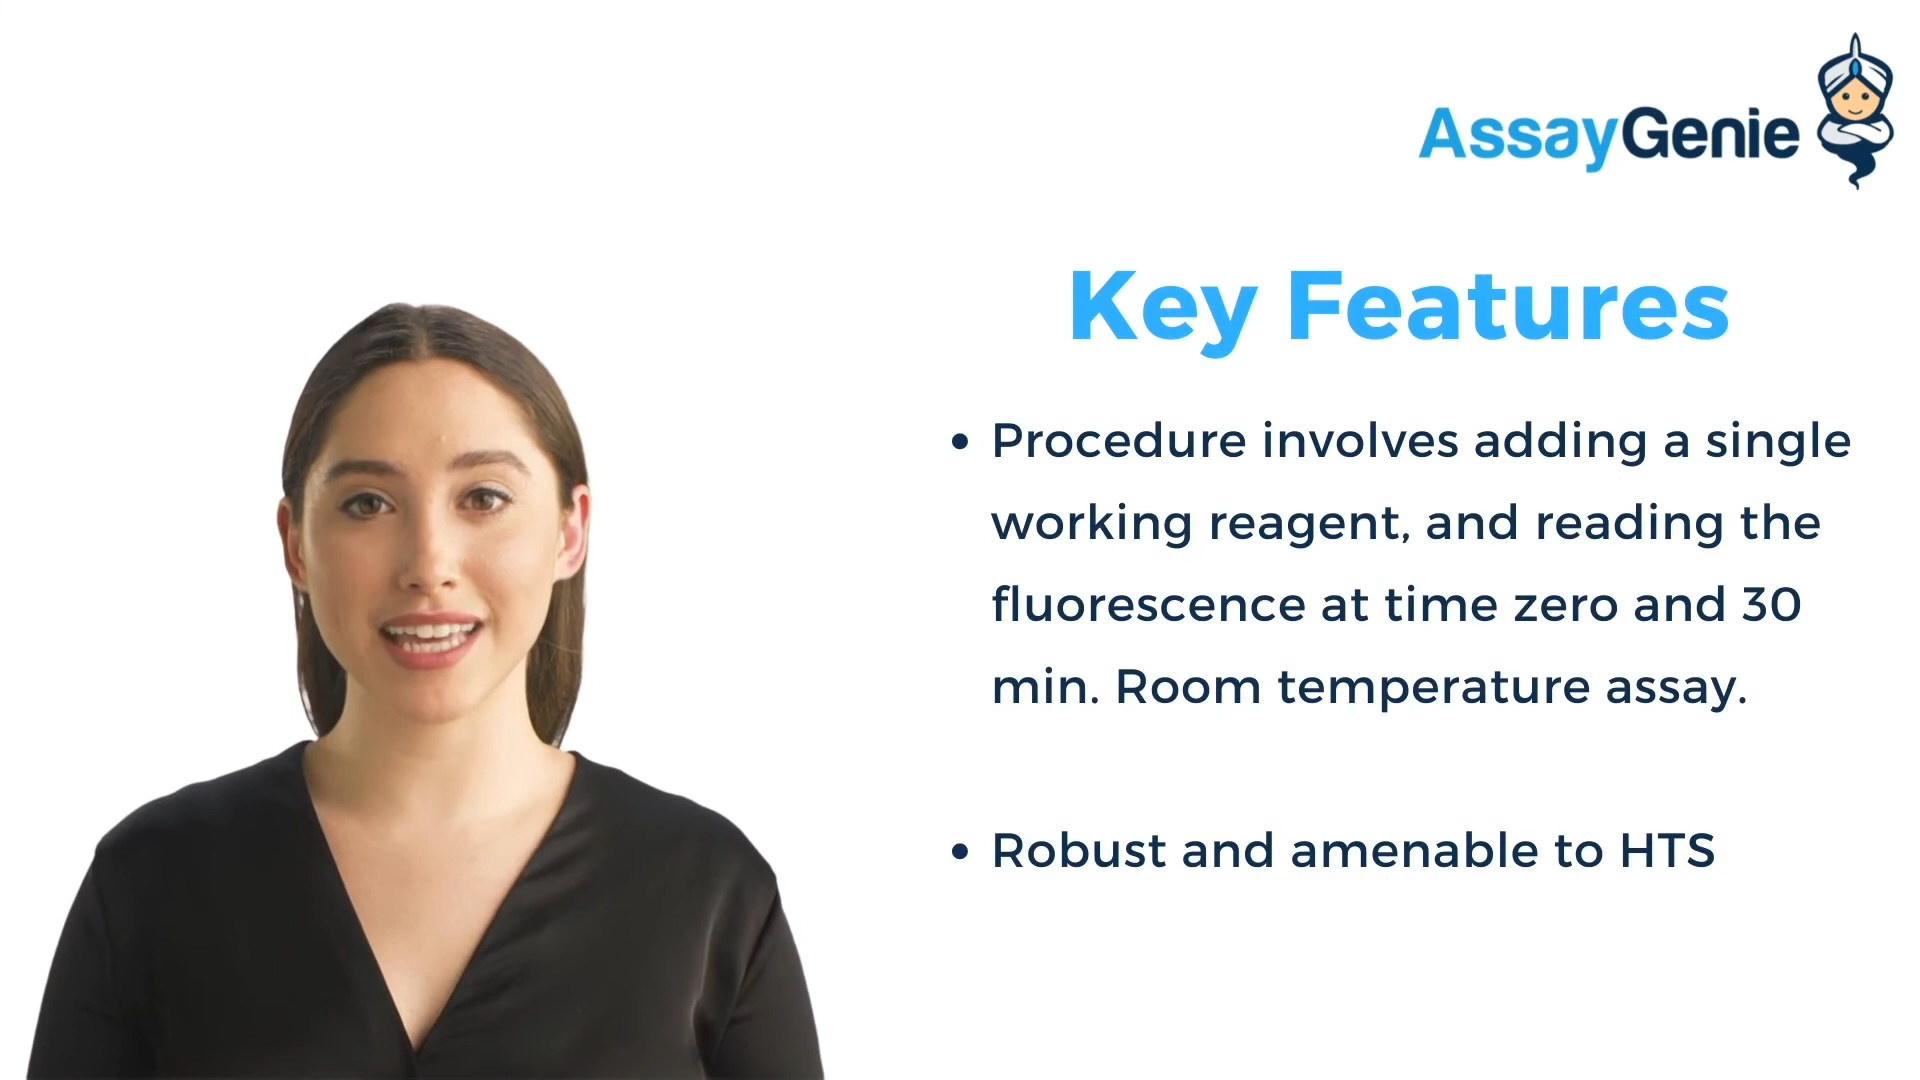 AssayGenie
Key Features
• Procedure involves adding a single
working reagent, and reading the
fluorescence at time zero and 30
min. Room temperature assay.
• Robust and amenable to HTS